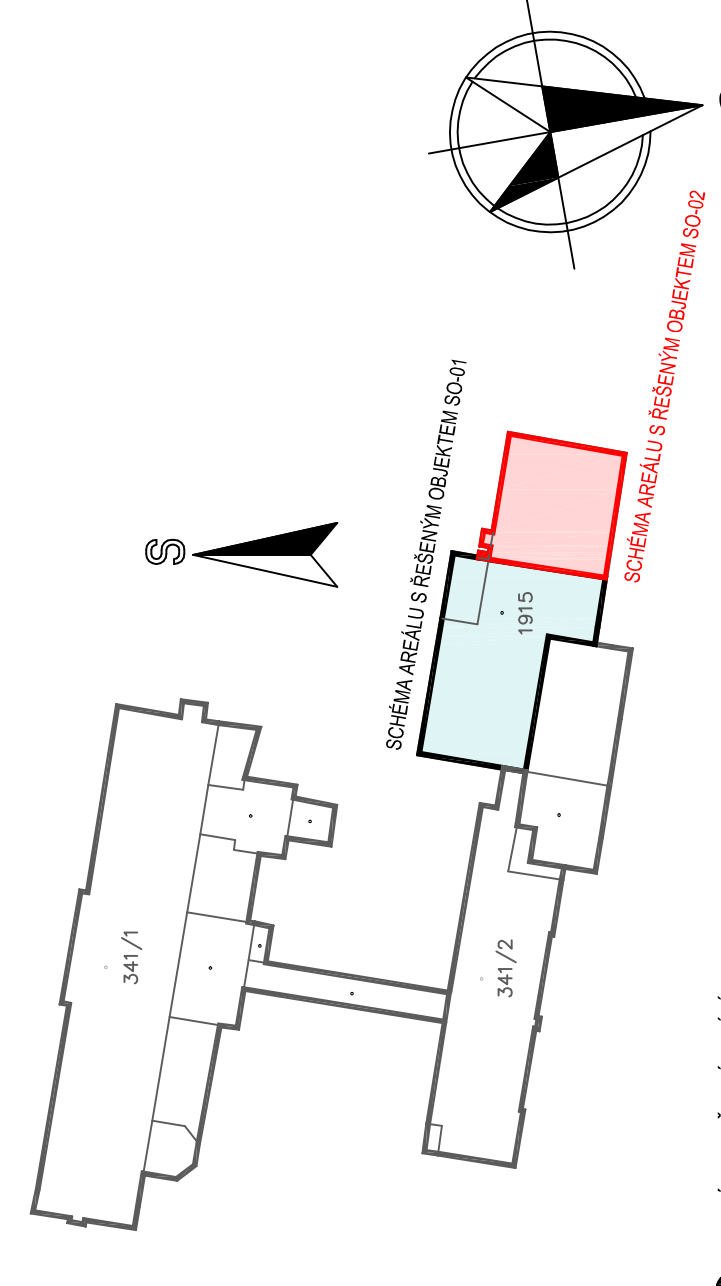 SCHÉMA AREÁLU S ŘEŠENÝM OBJEKTEM SO-02
SCHÉMA AREÁLU S ŘEŠENÝM OBJEKTEM SO-01
S
1915
341/1
341/2